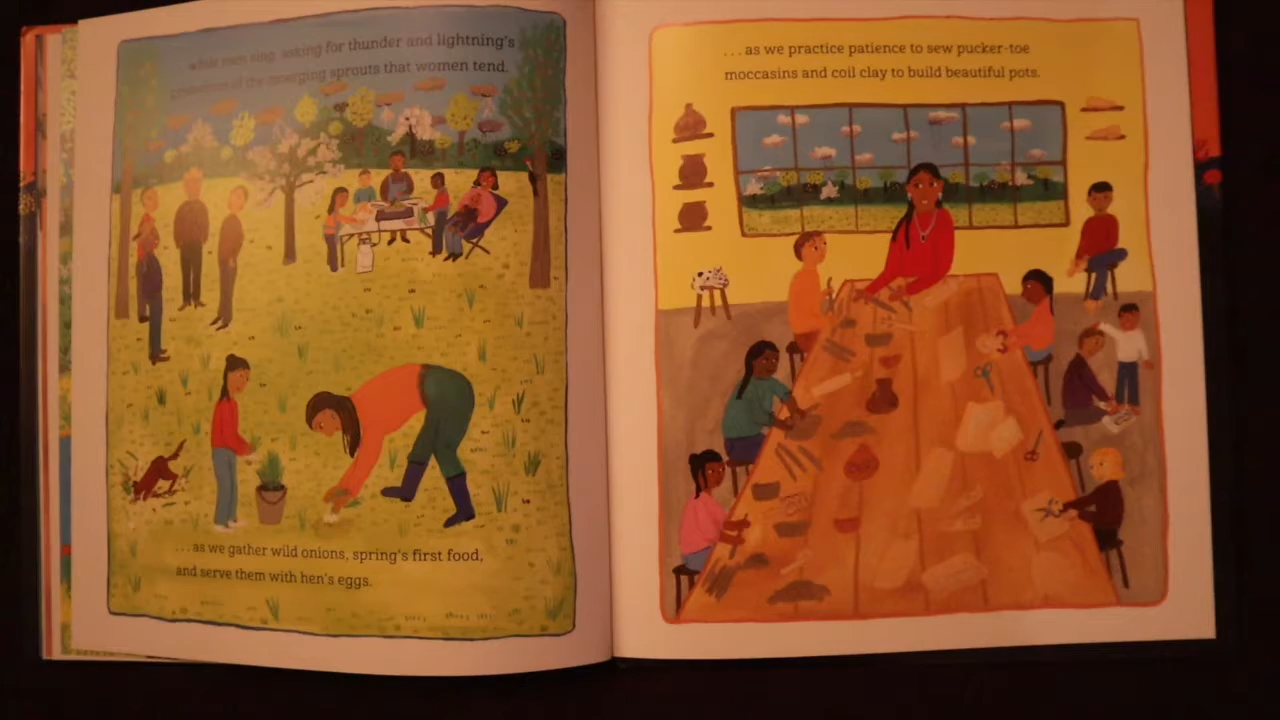 while men sing, asking for thunder and lightning's
protection of the emerging sprouts that women tend.
. . . as we gather wild onions, spring's first food,
and serve them with hen's eggs.
. . . as we practice patience to sew pucker-toe
moccasins and coil clay to build beautiful pots.